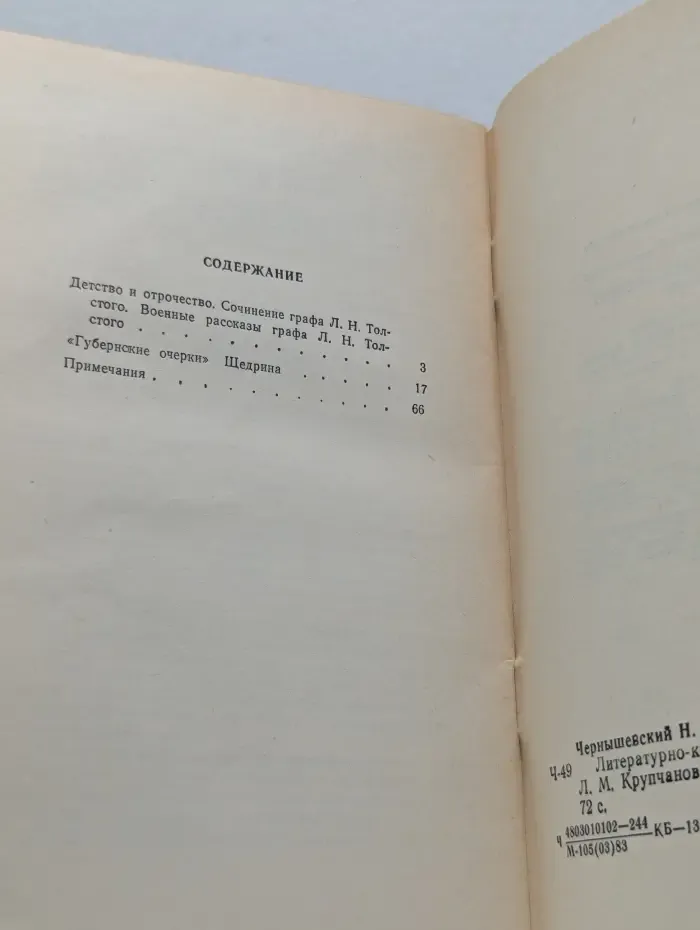 СОДЕРЖАНИЕ
Детство и отрочество. Сочинение графа Л. Н. Тол-
стого. Военные рассказы графа Л. Н. Тол-
стого . . . . . . . . . . . 3
«Губернские очерки» Щедрина . . . . . 17
Примечания . . . . . . . . . . 66
Чернышевский Н.
Ч-49 Литературно-к
Л. М. Крупчанов
72 с.
ч 4803010102—244 КБ—13
М-105(03)83